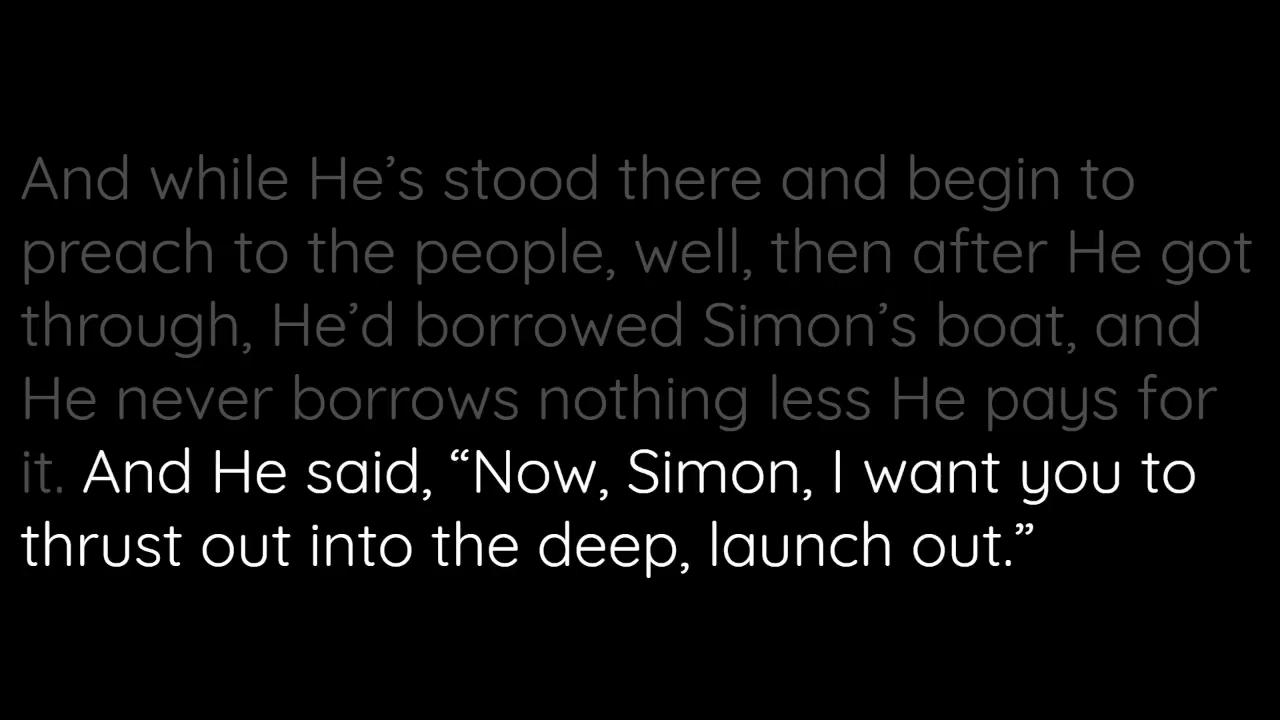 And while He’s stood there and begin to
preach to the people, well, then after He got
through, He’d borrowed Simon’s boat, and
He never borrows nothing less He pays for
it. And He said, “Now, Simon, I want you to
thrust out into the deep, launch out.”